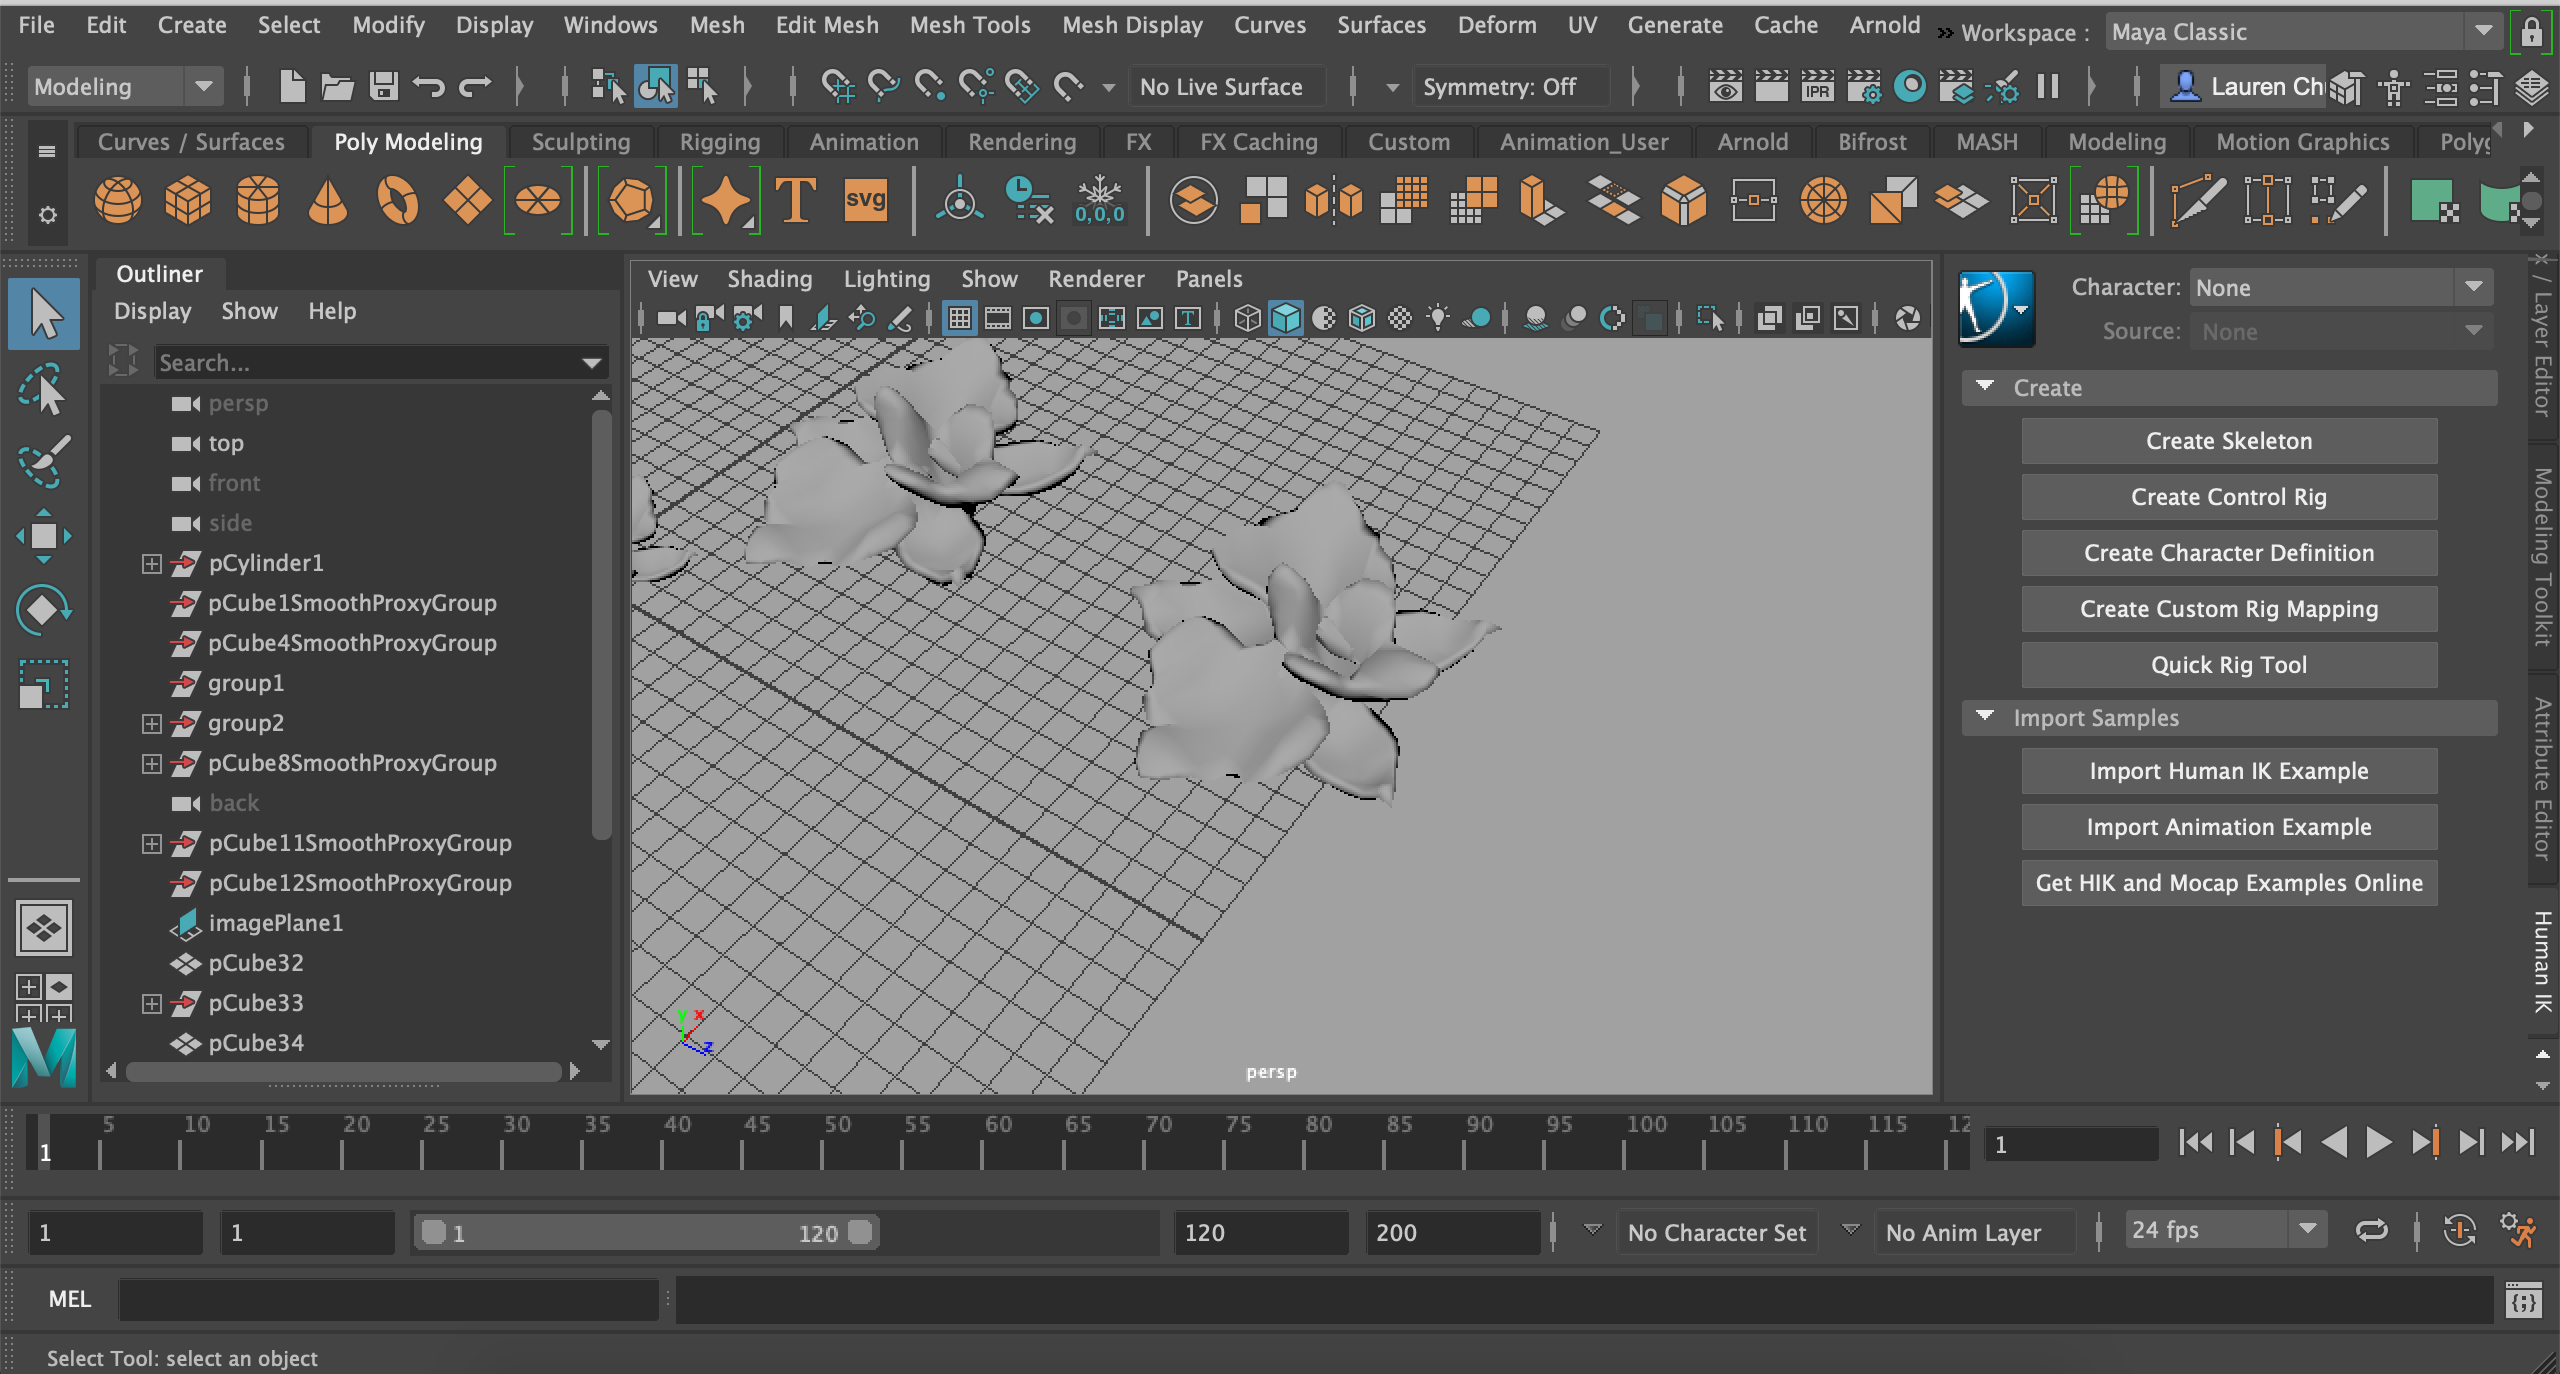 File Edit Create Select Modify Display Windows Mesh Edit Mesh Mesh Tools Mesh Display Curves Surfaces Deform UV Generate Cache Arnold Workspace : Maya Classic
Modeling No Live Surface Symmetry: Off IPR Lauren Ch
Curves / Surfaces Poly Modeling Sculpting Rigging Animation Rendering FX FX Caching Custom Animation_User Arnold Bifrost MASH Modeling Motion Graphics Polyg
T svg 0,0,0
Outliner
Display Show Help
Search...
persp
top
front
side
pCylinder1
pCube1SmoothProxyGroup
pCube4SmoothProxyGroup
group1
group2
pCube8SmoothProxyGroup
back
pCube11SmoothProxyGroup
pCube12SmoothProxyGroup
imagePlane1
pCube32
pCube33
pCube34
View Shading Lighting Show Renderer Panels
y x
z
persp
Character: None
Source: None
Create
Create Skeleton
Create Control Rig
Create Character Definition
Create Custom Rig Mapping
Quick Rig Tool
Import Samples
Import Human IK Example
Import Animation Example
Get HIK and Mocap Examples Online
x / Layer Editor
Modeling Toolkit
Attribute Editor
Human IK
5 10 15 20 25 30 35 40 45 50 55 60 65 70 75 80 85 90 95 100 105 110 115 12
1 1
1 1 1 120 120 200 No Character Set No Anim Layer 24 fps
MEL
Select Tool: select an object